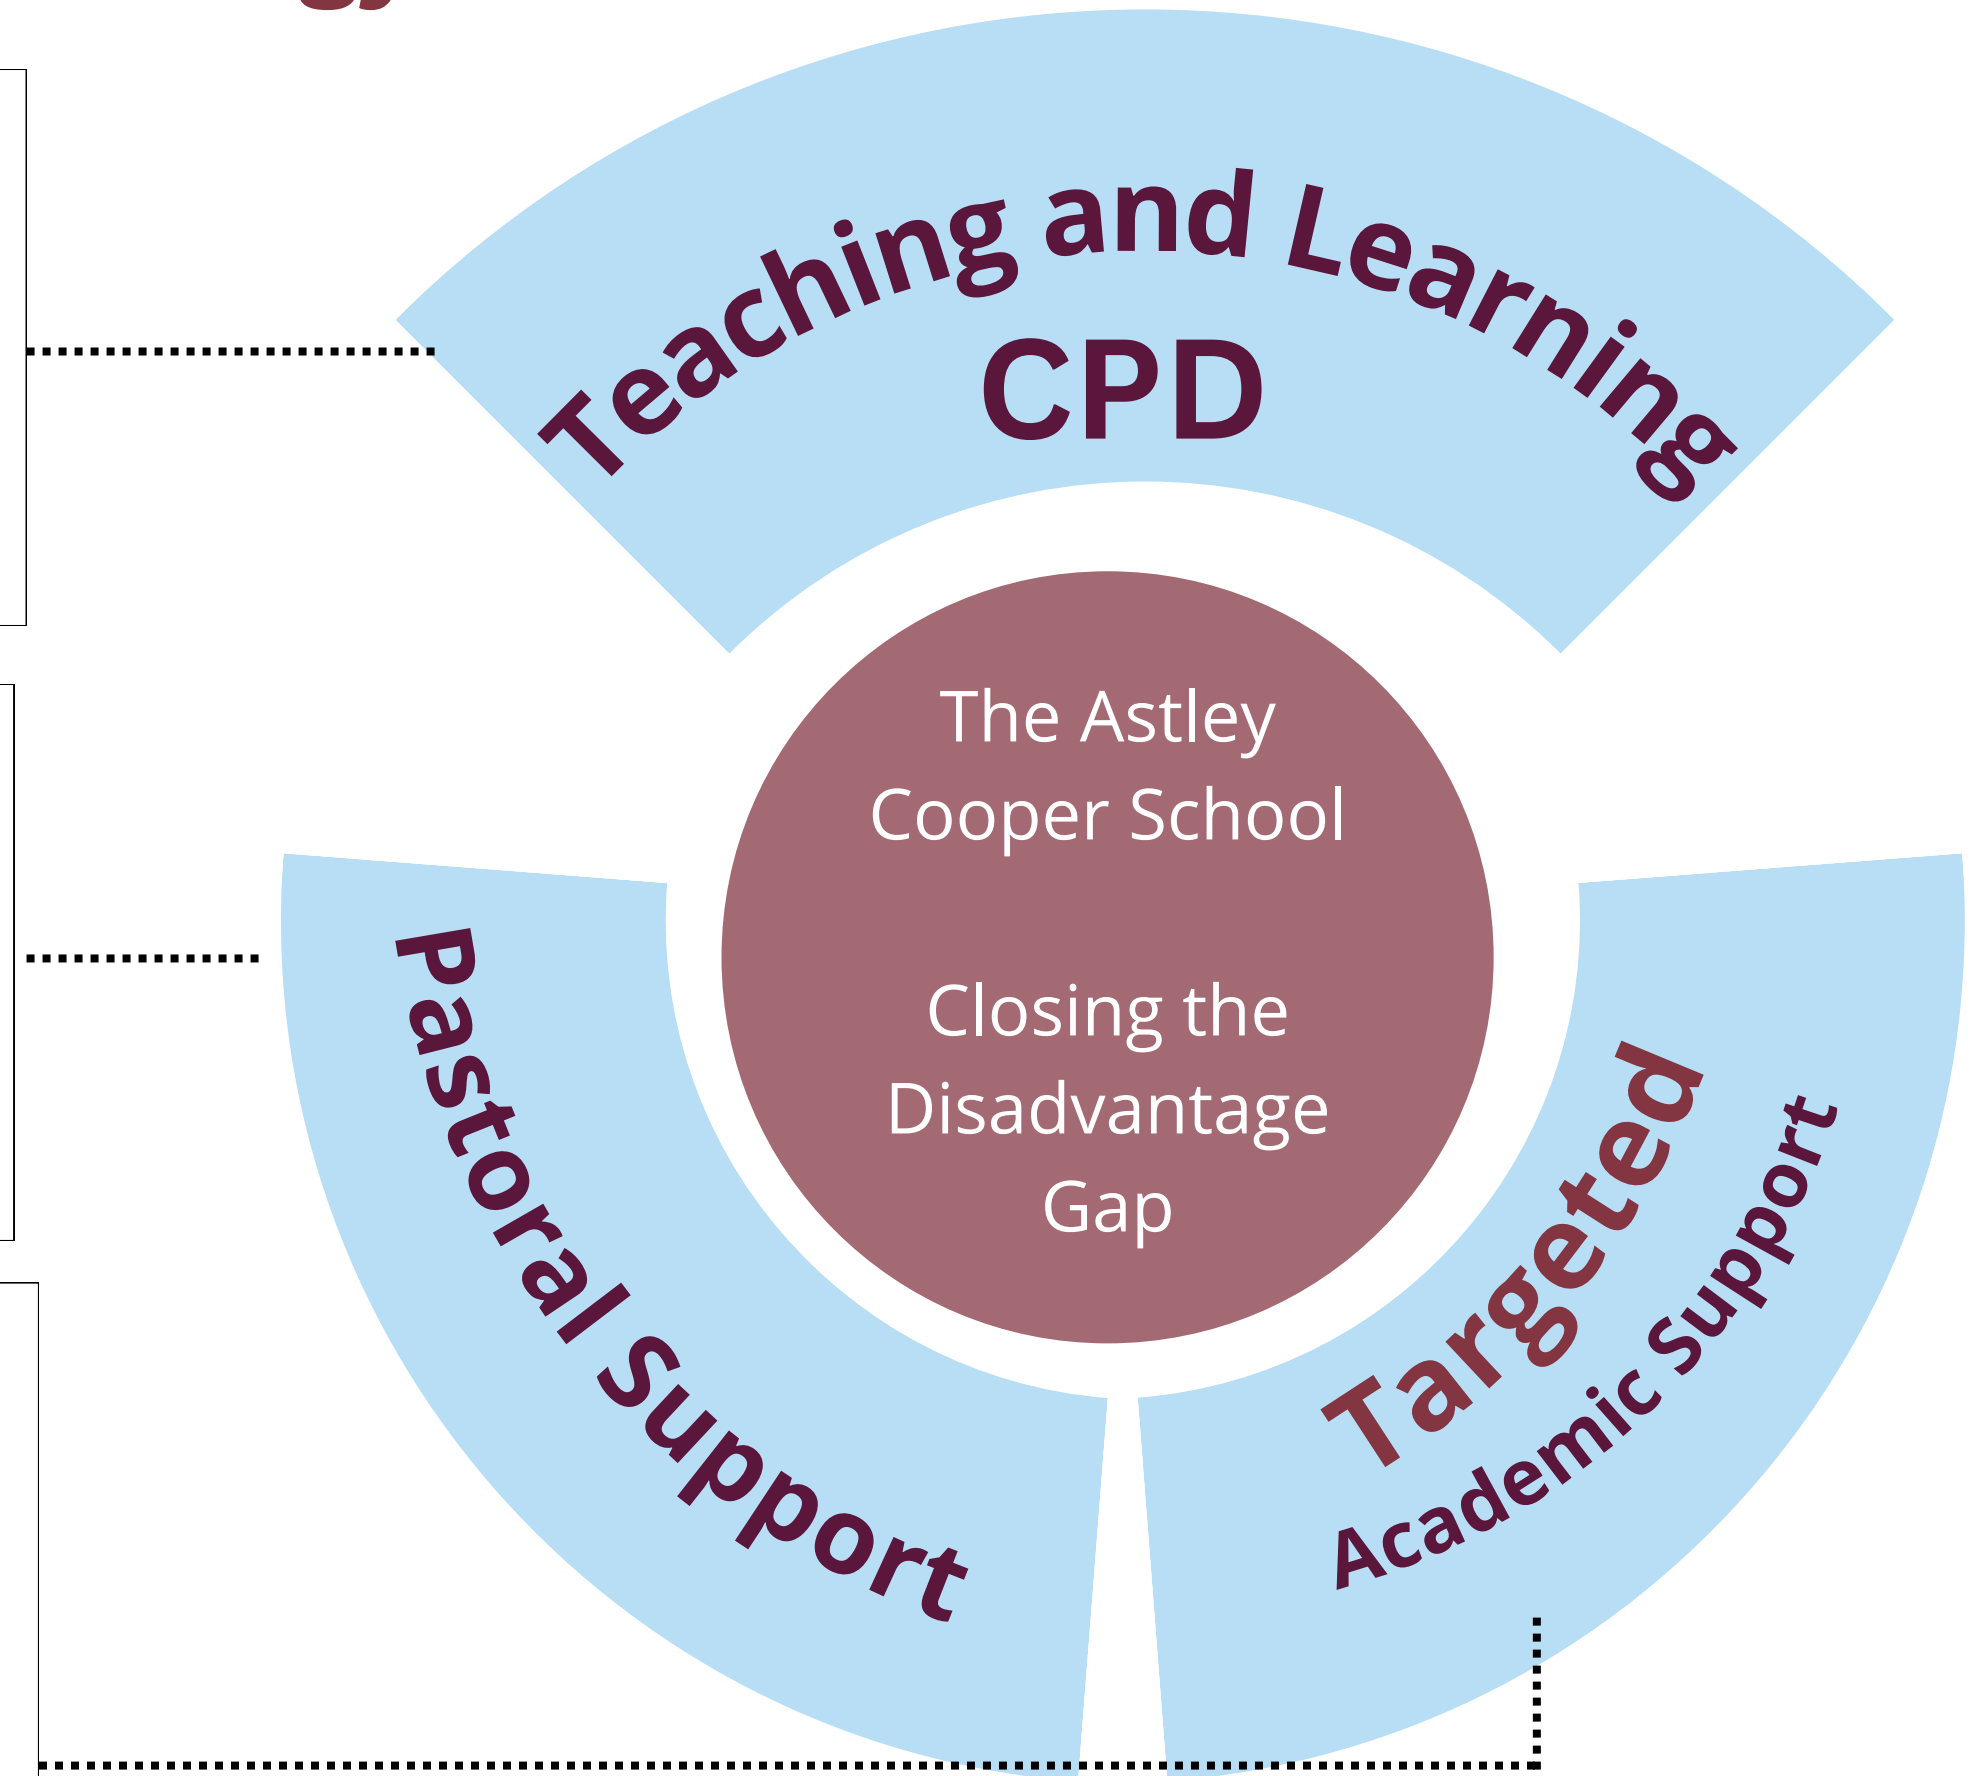 Teaching and Learning
CPD
The Astley
Cooper School
Closing the
Disadvantage
Gap
Pastoral Support
Targeted
Academic Support